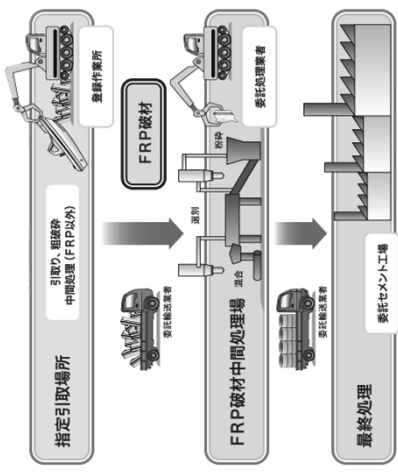 指定引取場所
引取り、粗破砕
中間処理（ＦＲＰ以外）
登録作業所
委託輸送業者
ＦＲＰ破材
ＦＲＰ破材中間処理場
混合
選別
粉砕
委託処理業者
委託輸送業者
最終処理
委託セメント工場